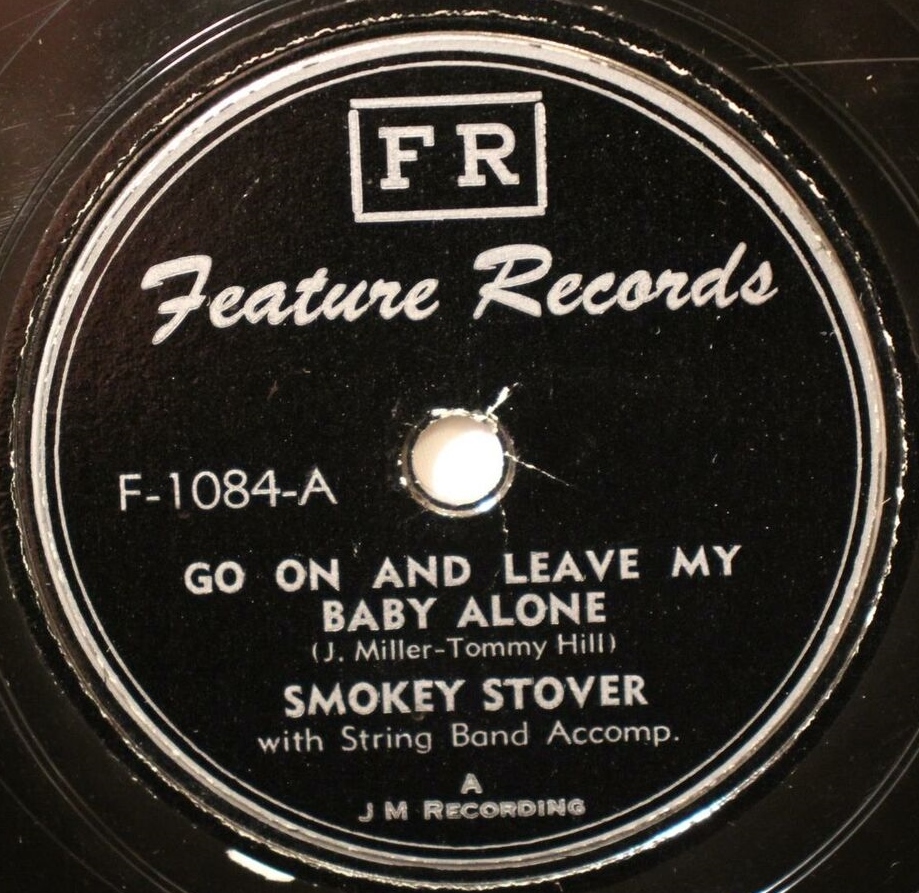 F R
Feature Records
F-1084-A
GO ON AND LEAVE MY
BABY ALONE
(J. Miller-Tommy Hill)
SMOKEY STOVER
with String Band Accomp.
A
J M RECORDING